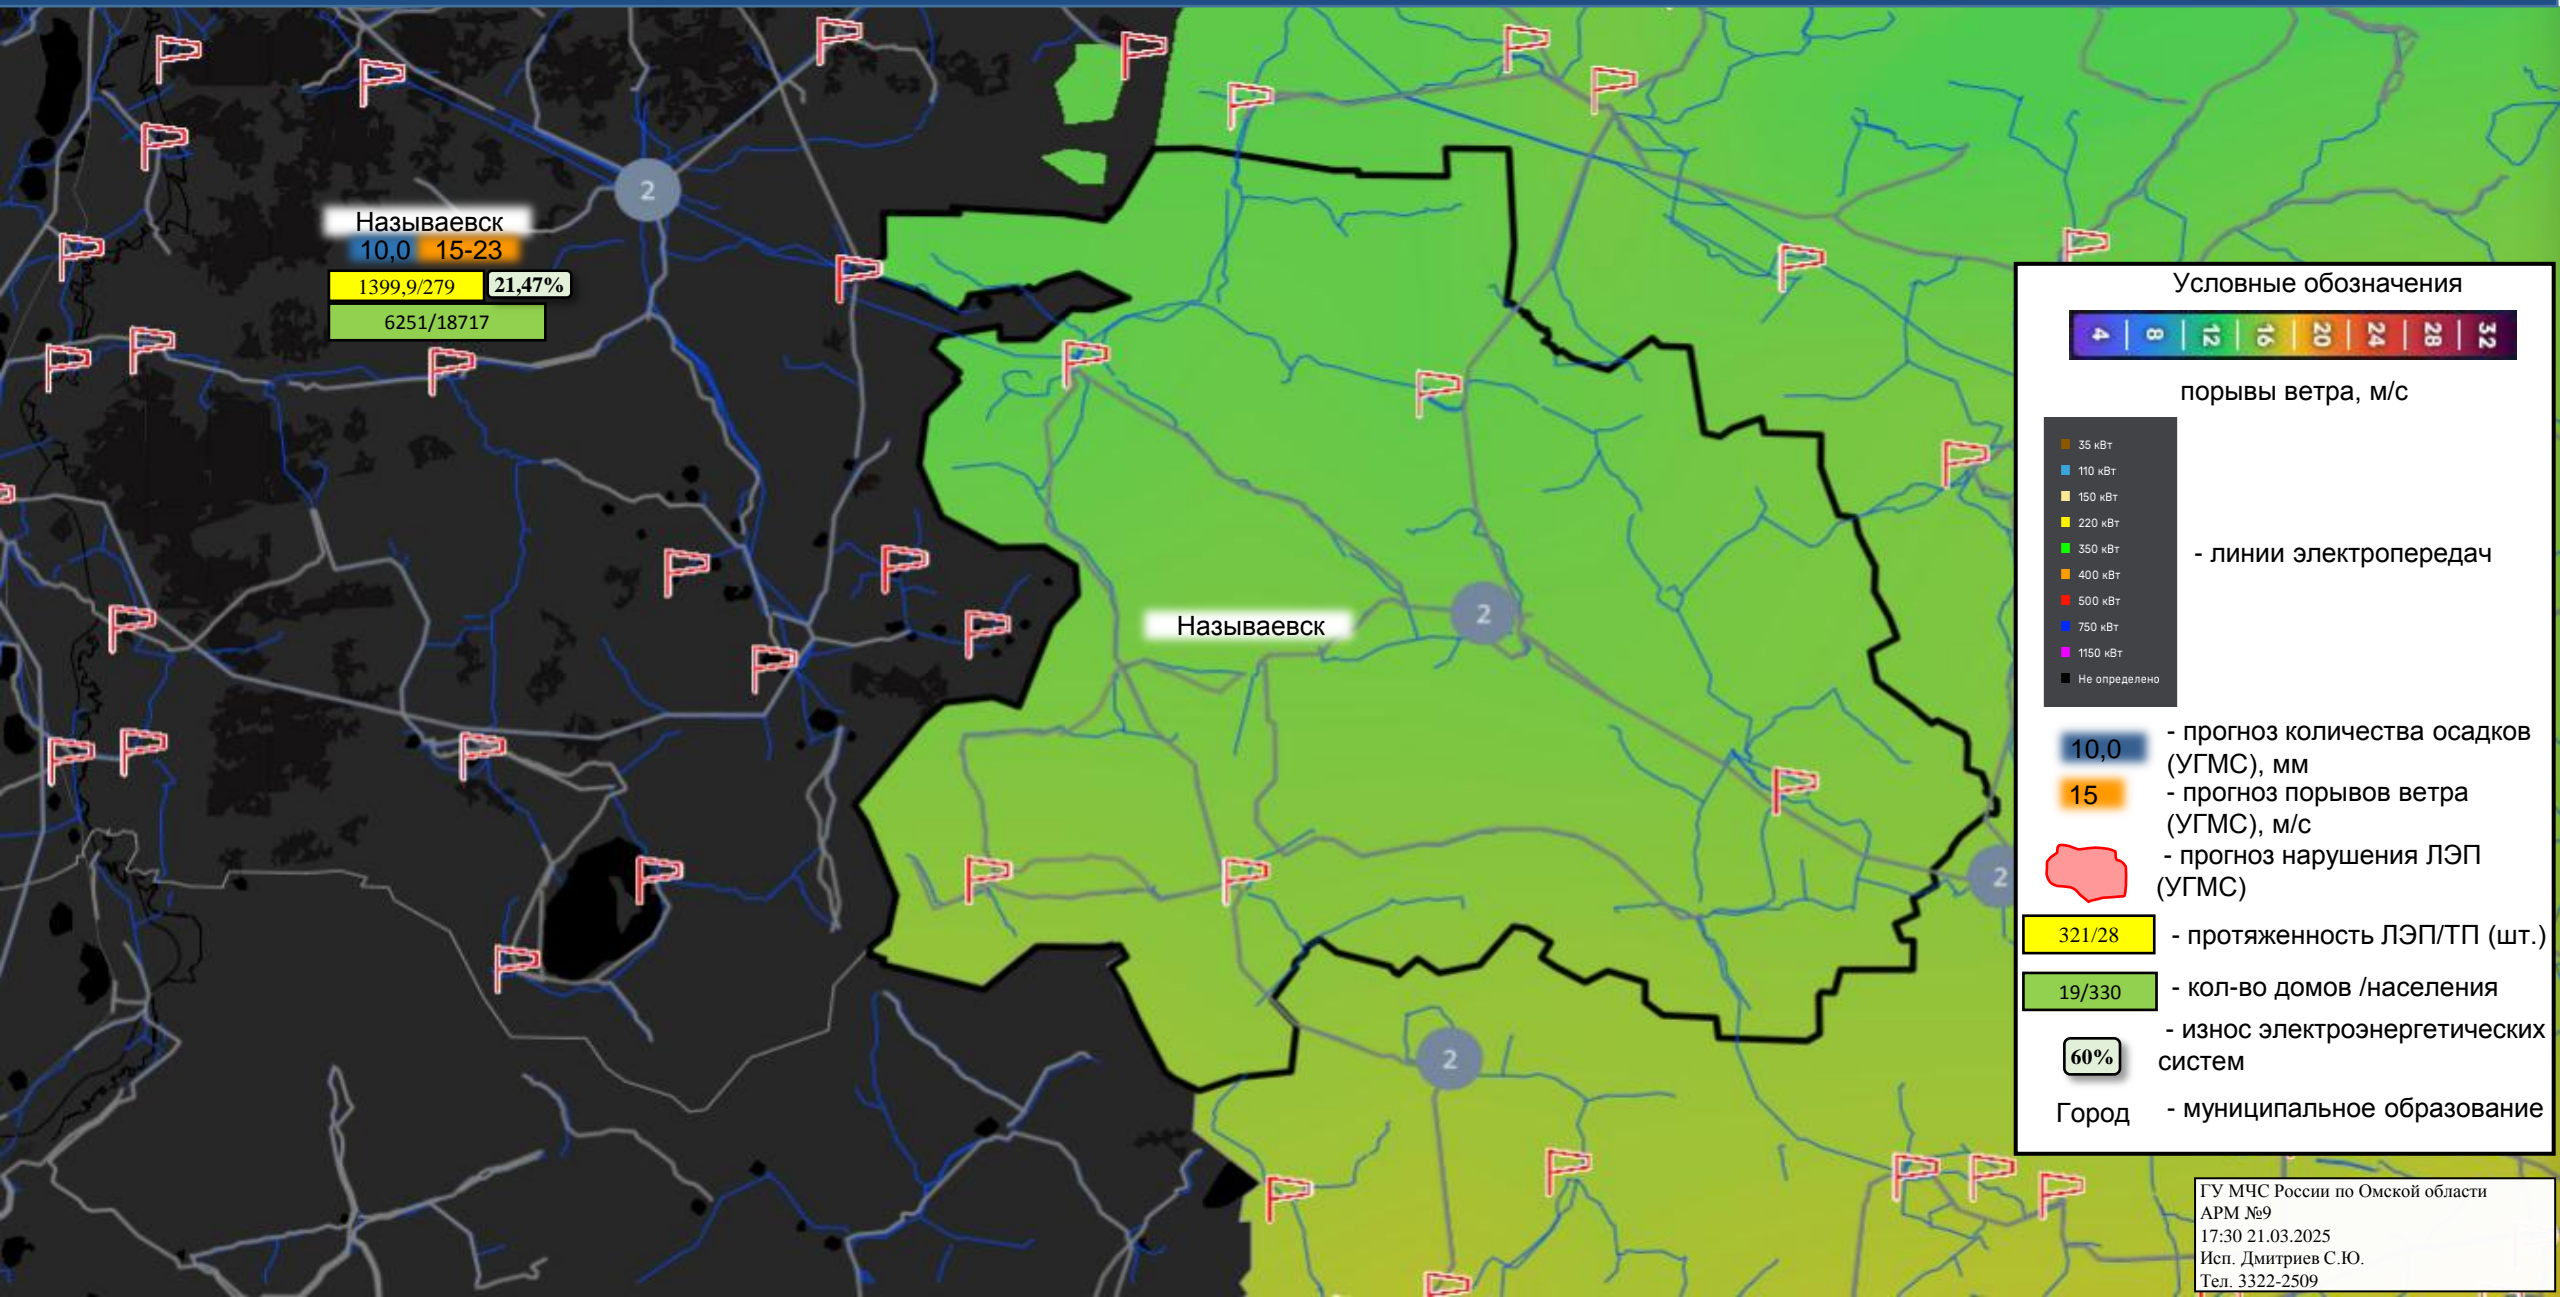 2
Называевск
10,0 15-23
1399,9/279 21,47%
6251/18717
Называевск
2
2
2
Условные обозначения
4 8 12 16 20 24 28 32
порывы ветра, м/с
35 кВт
110 кВт
150 кВт
220 кВт
350 кВт
400 кВт
500 кВт
750 кВт
1150 кВт
Не определено
- линии электропередач
10,0
- прогноз количества осадков
(УГМС), мм
15
- прогноз порывов ветра
(УГМС), м/с
- прогноз нарушения ЛЭП
(УГМС)
321/28
- протяженность ЛЭП/ТП (шт.)
19/330
- кол-во домов /населения
60%
- износ электроэнергетических
систем
Город - муниципальное образование
ГУ МЧС России по Омской области
АРМ №9
17:30 21.03.2025
Исп. Дмитриев С.Ю.
Тел. 3322-2509